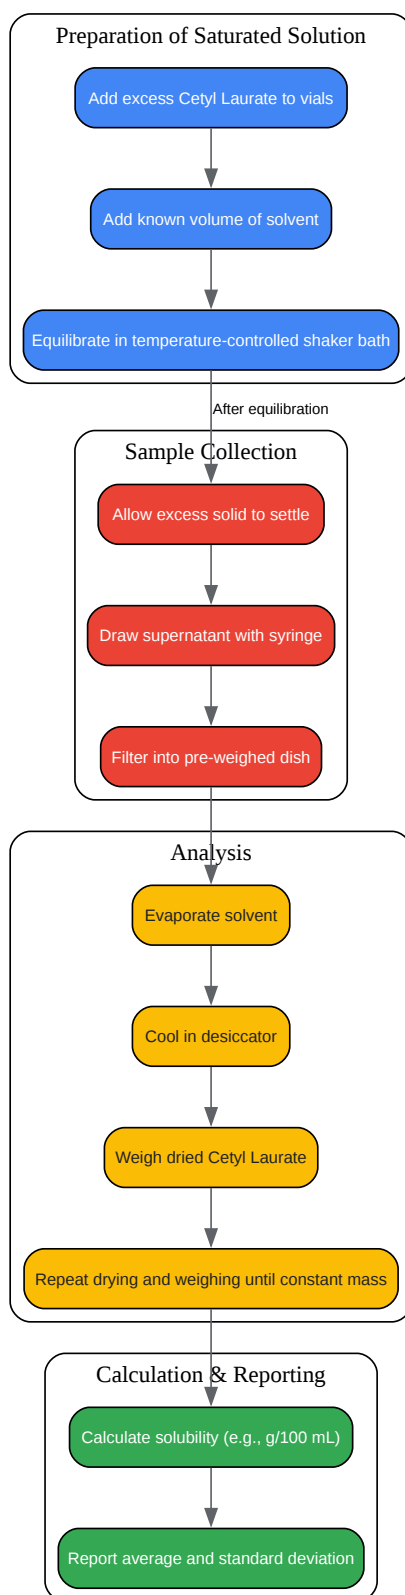 Preparation of Saturated Solution
Add excess Cetyl Laurate to vials
Add known volume of solvent
Equilibrate in temperature-controlled shaker bath
After equilibration
Sample Collection
Allow excess solid to settle
Draw supernatant with syringe
Filter into pre-weighed dish
Analysis
Evaporate solvent
Cool in desiccator
Weigh dried Cetyl Laurate
Repeat drying and weighing until constant mass
Calculation & Reporting
Calculate solubility (e.g., g/100 mL)
Report average and standard deviation